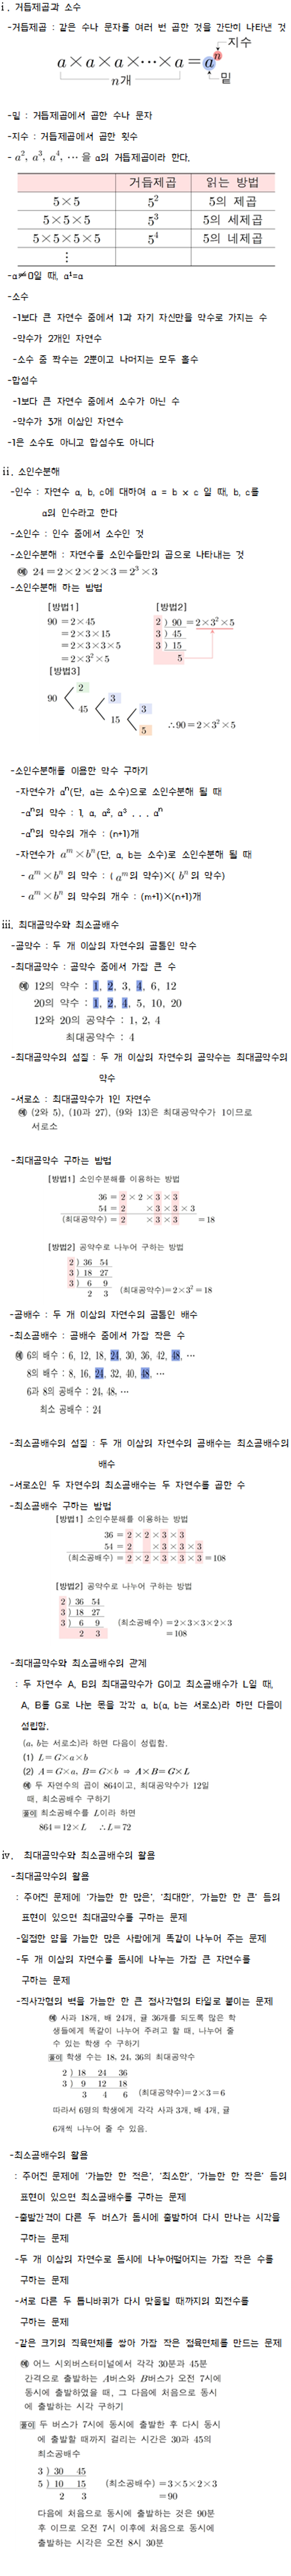 ⅰ. 거듭제곱과 소수
-거듭제곱 : 같은 수나 문자를 여러 번 곱한 것을 간단히 나타낸 것
지수
a×a×a×⋯×a=aⁿ
n개
밑
-밑 : 거듭제곱에서 곱한 수나 문자
-지수 : 거듭제곱에서 곱한 횟수
- a², a³, a⁴, ⋯ 을 a의 거듭제곱이라 한다.
거듭제곱 읽는 방법
5×5 5² 5의 제곱
5×5×5 5³ 5의 세제곱
5×5×5×5 5⁴ 5의 네제곱
⋮
-a≠0일 때, a¹=a
-소수
-1보다 큰 자연수 중에서 1과 자기 자신만을 약수로 가지는 수
-약수가 2개인 자연수
-소수 중 짝수는 2뿐이고 나머지는 모두 홀수
-합성수
-1보다 큰 자연수 중에서 소수가 아닌 수
-약수가 3개 이상인 자연수
-1은 소수도 아니고 합성수도 아니다
ⅱ. 소인수분해
-인수 : 자연수 a, b, c에 대하여 a = b × c 일 때, b, c를
a의 인수라고 한다
-소인수 : 인수 중에서 소수인 것
-소인수분해 : 자연수를 소인수들만의 곱으로 나타내는 것
예 24=2×2×2×3=2³×3
-소인수분해 하는 방법
[방법1] [방법2]
90=2×45 2 ) 90 =2×3²×5
=2×3×15 3 ) 45
=2×3×3×5 3 ) 15
=2×3²×5 5
[방법3]
90 2
45 3
15 3
5 ∴90=2×3²×5
-소인수분해를 이용한 약수 구하기
-자연수가 aⁿ(단, a는 소수)으로 소인수분해 될 때
-aⁿ의 약수 : 1, a, a², a³ . . . aⁿ
-aⁿ의 약수의 개수 : (n+1)개
-자연수가 aᵐ×bⁿ(단, a, b는 소수)로 소인수분해 될 때
- aᵐ×bⁿ의 약수 : ( aᵐ의 약수)×( bⁿ의 약수)
- aᵐ×bⁿ의 약수의 개수 : (m+1)×(n+1)개
ⅲ. 최대공약수와 최소공배수
-공약수 : 두 개 이상의 자연수의 공통인 약수
-최대공약수 : 공약수 중에서 가장 큰 수
예 12의 약수 : 1, 2, 3, 4, 6, 12
20의 약수 : 1, 2, 4, 5, 10, 20
12와 20의 공약수 : 1, 2, 4
최대공약수 : 4
-최대공약수의 성질 : 두 개 이상의 자연수의 공약수는 최대공약수의
약수
-서로소 : 최대공약수가 1인 자연수
예 (2와 5), (10과 27), (9와 13)은 최대공약수가 1이므로
서로소
-최대공약수 구하는 방법
[방법1] 소인수분해를 이용하는 방법
36 = 2 × 2 × 3 × 3
54 = 2 × 3 × 3 × 3
(최대공약수) = 2 × 3 × 3 = 18
[방법2] 공약수로 나누어 구하는 방법
2 ) 36 54
3 ) 18 27
3 ) 6 9
2 3 (최대공약수)=2×3²=18
-공배수 : 두 개 이상의 자연수의 공통인 배수
-최소공배수 : 공배수 중에서 가장 작은 수
예 6의 배수 : 6, 12, 18, 24, 30, 36, 42, 48, ⋯
8의 배수 : 8, 16, 24, 32, 40, 48, ⋯
6과 8의 공배수 : 24, 48, ⋯
최소 공배수 : 24
-최소공배수의 성질 : 두 개 이상의 자연수의 공배수는 최소공배수의
배수
-서로소인 두 자연수의 최소공배수는 두 자연수를 곱한 수
-최소공배수 구하는 방법
[방법1] 소인수분해를 이용하는 방법
36 = 2 × 2 × 3 × 3
54 = 2 × 3 × 3 × 3
(최소공배수) = 2 × 2 × 3 × 3 × 3 = 108
[방법2] 공약수로 나누어 구하는 방법
2 ) 36 54
3 ) 18 27
3 ) 6 9 (최소공배수) =2×3×3×2×3
2 3 =108
-최대공약수와 최소공배수의 관계
: 두 자연수 A, B의 최대공약수가 G이고 최소공배수가 L일 때,
A, B를 G로 나눈 몫을 각각 a, b(a, b는 서로소)라 하면 다음이
성립함.
(a, b는 서로소)라 하면 다음이 성립함.
(1) L=G×a×b
(2) A=G×a, B=G×b ⇒ A×B=G×L
예 두 자연수의 곱이 864이고, 최대공약수가 12일
때, 최소공배수 구하기
풀이 최소공배수를 L이라 하면
864=12×L ∴L=72
ⅳ. 최대공약수와 최소공배수의 활용
-최대공약수의 활용
: 주어진 문제에 '가능한 한 많은', '최대한', '가능한 한 큰' 등의
표현이 있으면 최대공약수를 구하는 문제
-일정한 양을 가능한 많은 사람에게 똑같이 나누어 주는 문제
-두 개 이상의 자연수를 동시에 나누는 가장 큰 자연수를
구하는 문제
-직사각형의 벽을 가능한 한 큰 정사각형의 타일로 붙이는 문제
예 사과 18개, 배 24개, 귤 36개를 되도록 많은 학
생들에게 똑같이 나누어 주려고 할 때, 나누어 줄
수 있는 학생 수 구하기
풀이 학생 수는 18, 24, 36의 최대공약수
2 ) 18 24 36
3 ) 9 12 18
3 4 6 (최대공약수)=2×3=6
따라서 6명의 학생에게 각각 사과 3개, 배 4개, 귤
6개씩 나누어 줄 수 있음.
-최소공배수의 활용
: 주어진 문제에 '가능한 한 적은', '최소한', '가능한 한 작은' 등의
표현이 있으면 최소공배수를 구하는 문제
-출발간격이 다른 두 버스가 동시에 출발하여 다시 만나는 시각을
구하는 문제
-두 개 이상의 자연수로 동시에 나누어떨어지는 가장 작은 수를
구하는 문제
-서로 다른 두 톱니바퀴가 다시 맞물릴 때까지의 회전수를
구하는 문제
-같은 크기의 직육면체를 쌓아 가장 작은 정육면체를 만드는 문제
예 어느 시외버스터미널에서 각각 30분과 45분
간격으로 출발하는 A버스와 B버스가 오전 7시에
동시에 출발하였을 때, 그 다음에 처음으로 동시
에 출발하는 시각 구하기
풀이 두 버스가 7시에 동시에 출발한 후 다시 동시
에 출발할 때까지 걸리는 시간은 30과 45의
최소공배수
3 ) 30 45
5 ) 10 15 (최소공배수) =3×5×2×3
2 3 =90
다음에 처음으로 동시에 출발하는 것은 90분
후 이므로 오전 7시 이후에 처음으로 동시에
출발하는 시각은 오전 8시 30분